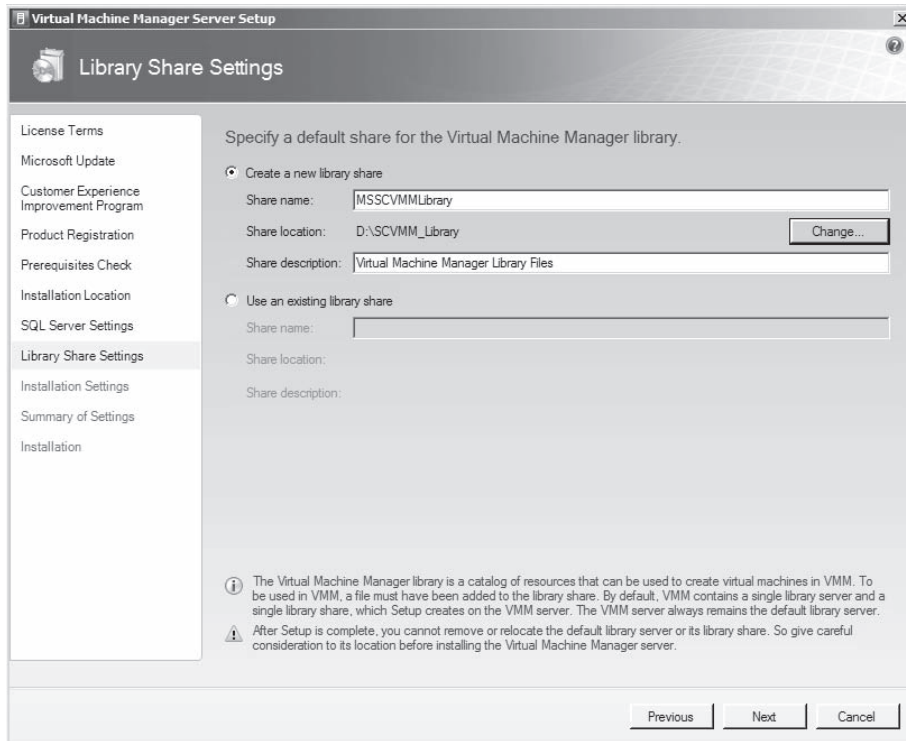 Virtual Machine Manager Server Setup
Library Share Settings
License Terms
Microsoft Update
Customer Experience
Improvement Program
Product Registration
Prerequisites Check
Installation Location
SQL Server Settings
Library Share Settings
Installation Settings
Summary of Settings
Installation
Specify a default share for the Virtual Machine Manager library.
Create a new library share
Share name: MSSCVMMLibrary
Share location: D:\SCVMM_Library Change...
Share description: Virtual Machine Manager Library Files
Use an existing library share
Share name:
Share location:
Share description:
The Virtual Machine Manager library is a catalog of resources that can be used to create virtual machines in VMM. To
be used in VMM, a file must have been added to the library share. By default, VMM contains a single library server and a
single library share, which Setup creates on the VMM server. The VMM server always remains the default library server.
After Setup is complete, you cannot remove or relocate the default library server or its library share. So give careful
consideration to its location before installing the Virtual Machine Manager server.
Previous Next Cancel